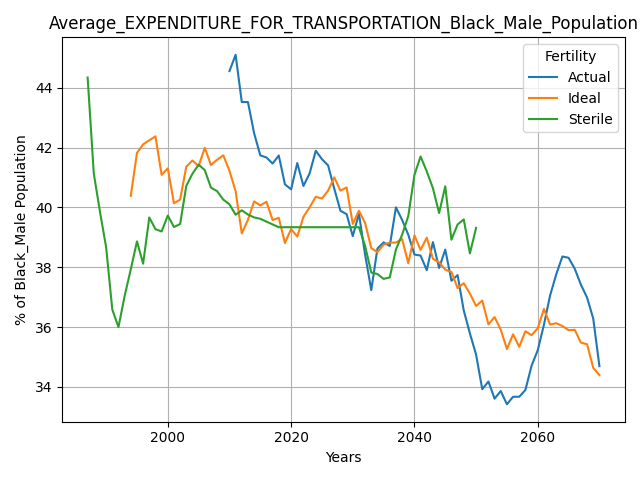 Average_EXPENDITURE_FOR_TRANSPORTATION_Black_Male_Population
Fertility
Actual
Ideal
Sterile
% of Black_Male Population
44
42
40
38
36
34
2000
2020
2040
2060
Years